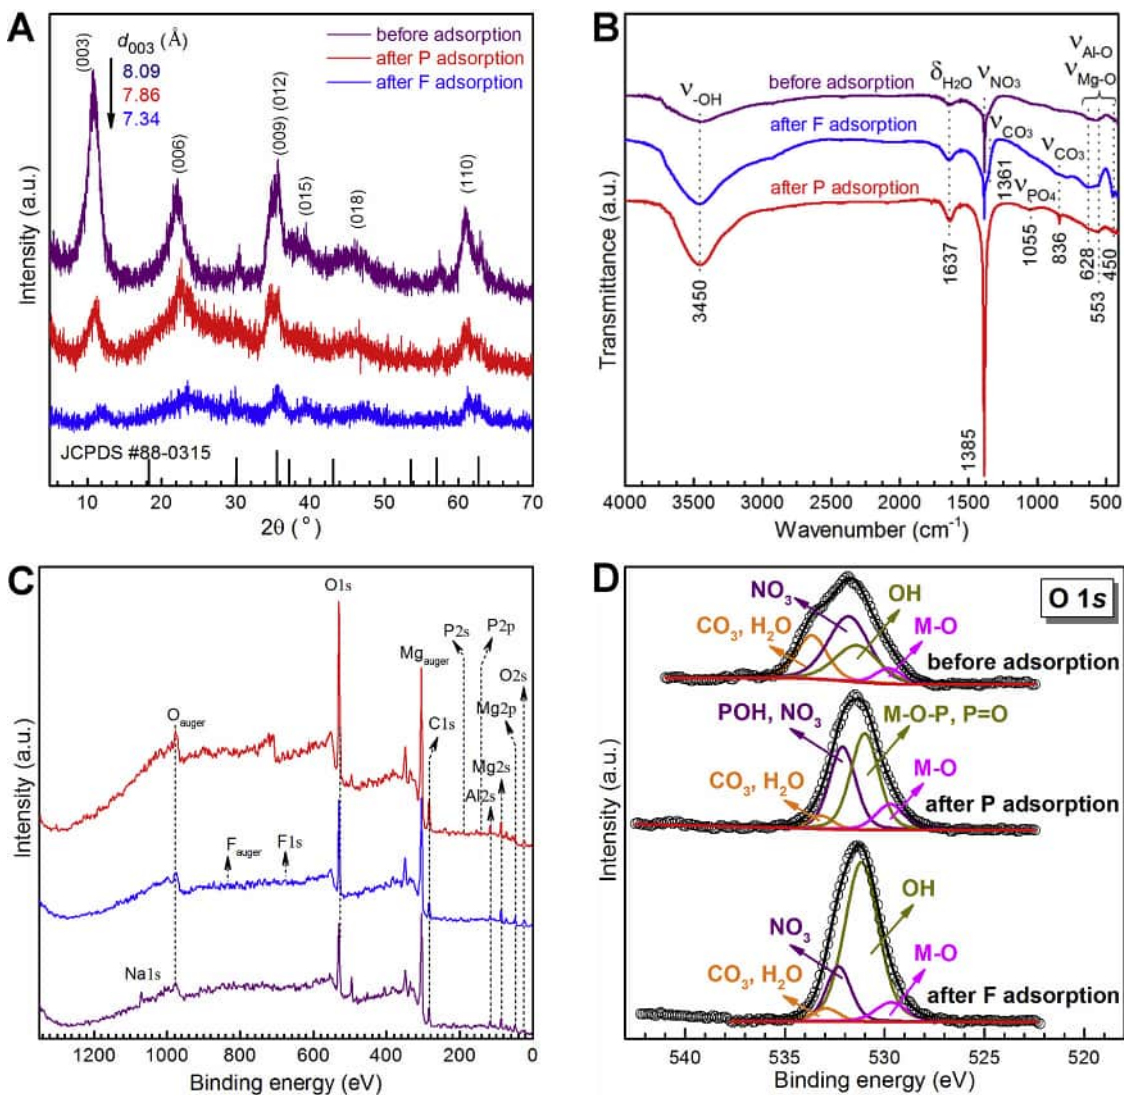 A
d003 (Å)
8.09
7.86
7.34
before adsorption
after P adsorption
after F adsorption
(003)
(006)
(009) (012)
(015)
(018)
(110)
JCPDS #88-0315
Intensity (a.u.)
10 20 30 40 50 60 70
2θ (°)
B
ν-OH
δH2O
νNO3
νAl-O
νMg-O
before adsorption
after F adsorption
after P adsorption
νCO3
νCO3
νPO4
3450
1637
1385
1361
1055
836
628
553
450
Transmittance (a.u.)
4000 3500 3000 2500 2000 1500 1000 500
Wavenumber (cm-1)
C
O1s
P2s
P2p
Mgauger
O2s
Oauger
C1s
Mg2p
Mg2s
Al2s
Fauger
F1s
Na1s
Intensity (a.u.)
1200 1000 800 600 400 200 0
Binding energy (eV)
D
O 1s
NO3
OH
CO3, H2O
M-O
before adsorption
POH, NO3
M-O-P, P=O
CO3, H2O
M-O
after P adsorption
OH
NO3
CO3, H2O
M-O
after F adsorption
Intensity (a.u.)
540 535 530 525 520
Binding energy (eV)